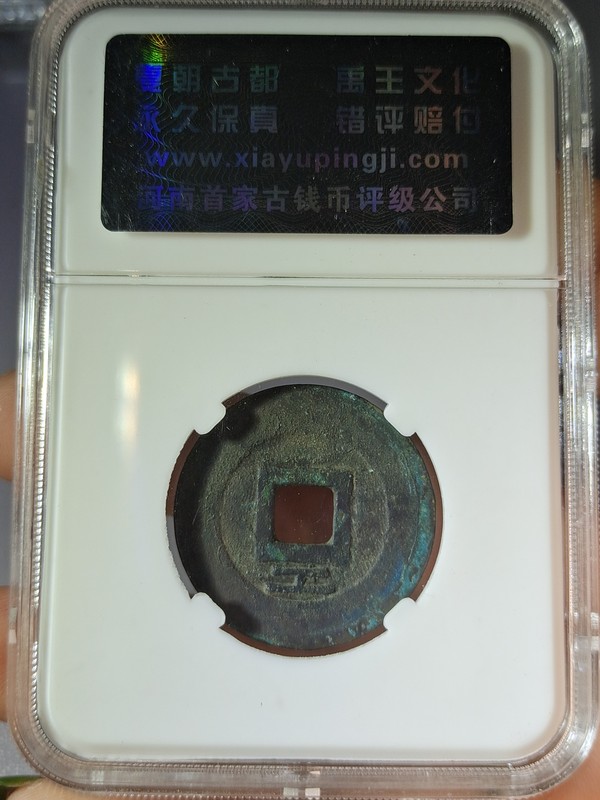 夏朝古都 禹王文化
永久保真 错评赔付
www.xiayupingji.com
河南首家古钱币评级公司